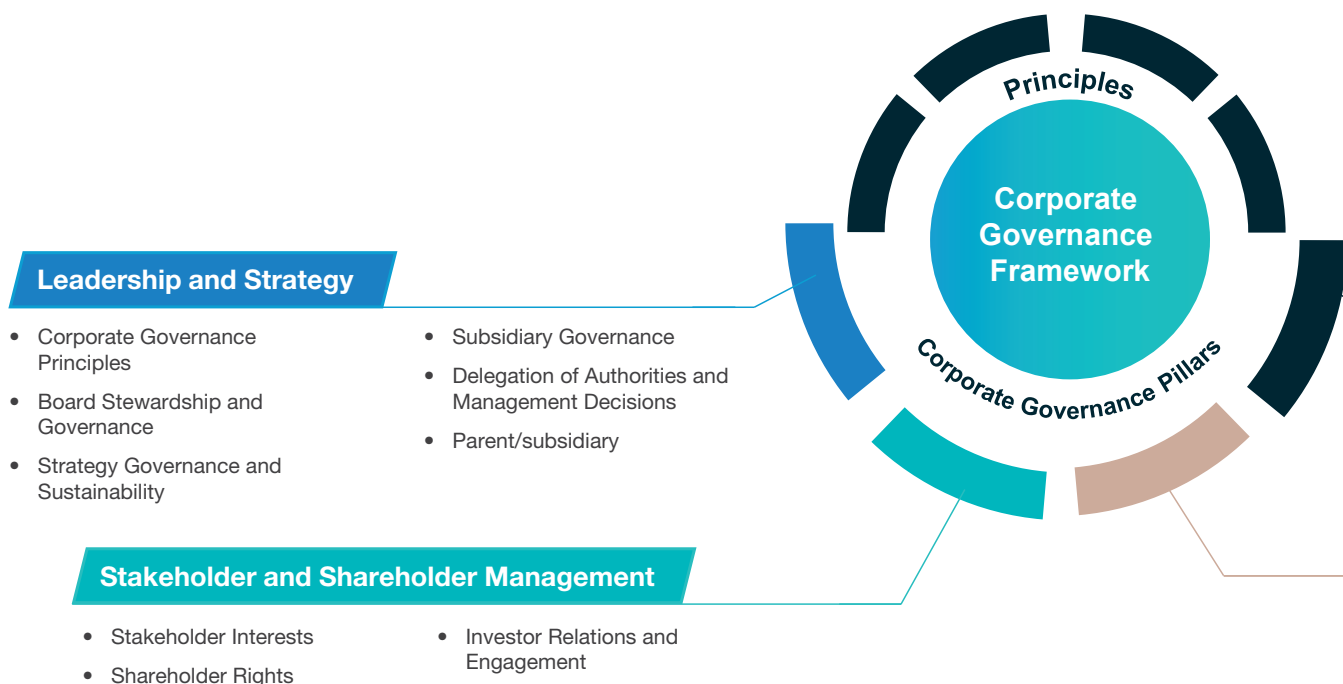 Principles
Corporate
Governance
Framework
Corporate Governance Pillars
Leadership and Strategy
• Corporate Governance
Principles
• Board Stewardship and
Governance
• Strategy Governance and
Sustainability
• Subsidiary Governance
• Delegation of Authorities and
Management Decisions
• Parent/subsidiary
Stakeholder and Shareholder Management
• Stakeholder Interests
• Shareholder Rights
• Investor Relations and
Engagement